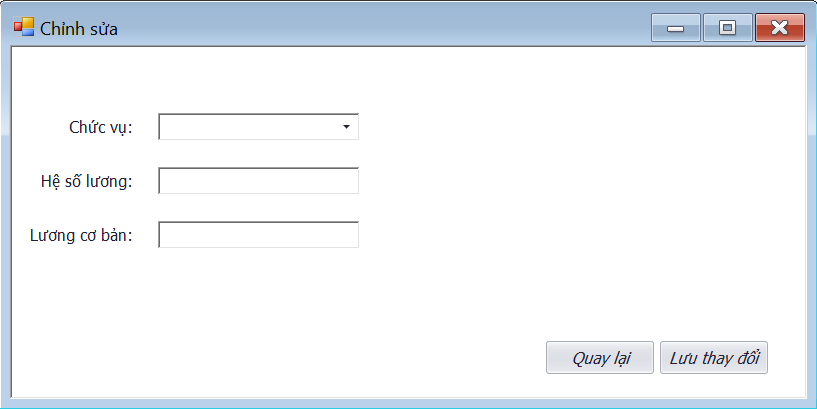 Chỉnh sửa
Chức vụ:
Hệ số lương:
Lương cơ bản:
Quay lại Lưu thay đổi